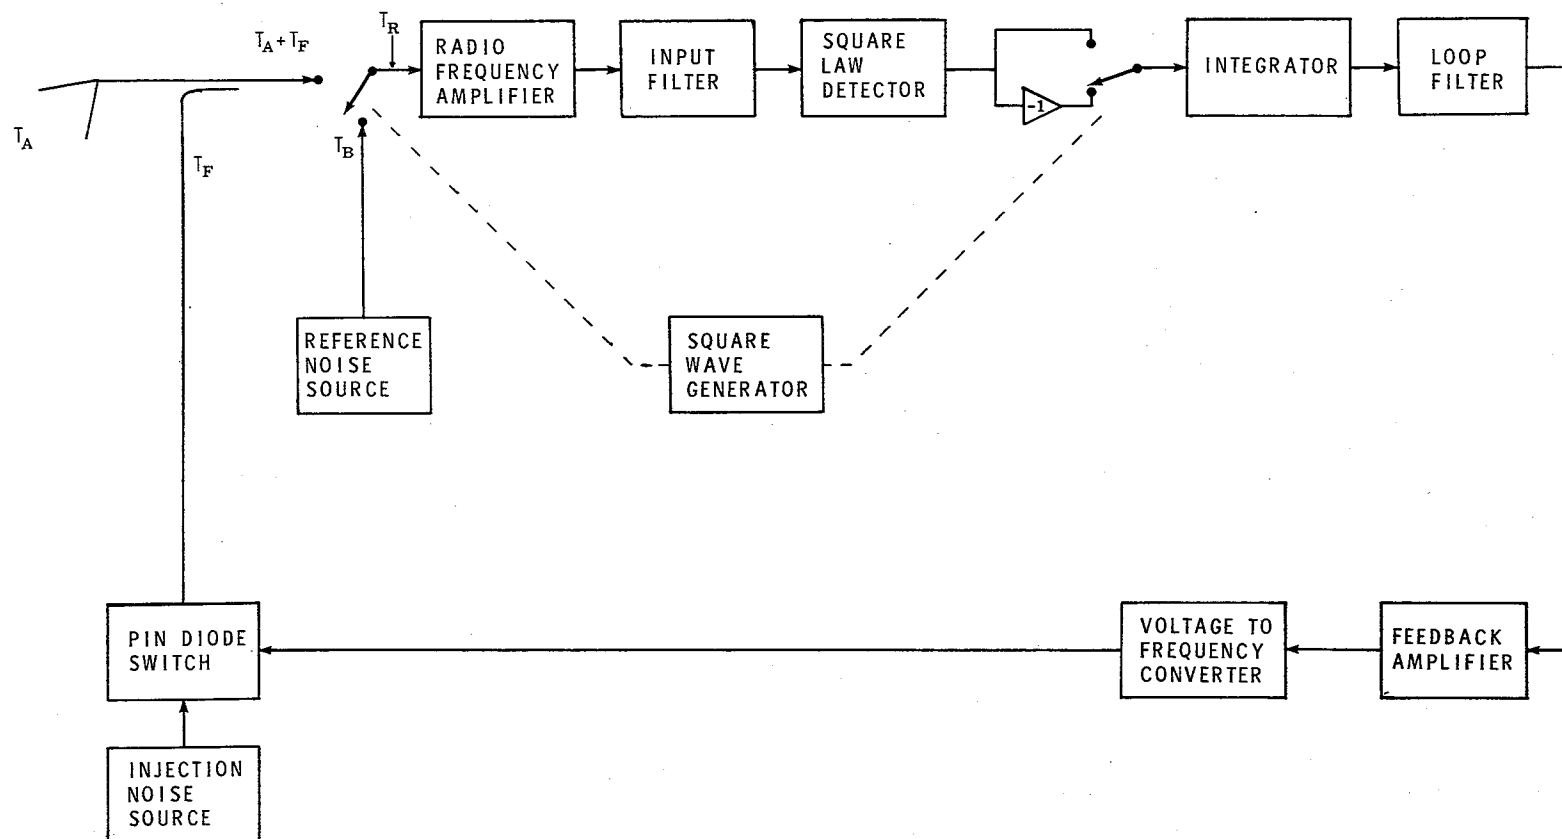 T_A + T_F
T_R
RADIO
FREQUENCY
AMPLIFIER
INPUT
FILTER
SQUARE
LAW
DETECTOR
-1
INTEGRATOR
LOOP
FILTER
T_A
T_B
T_F
REFERENCE
NOISE
SOURCE
SQUARE
WAVE
GENERATOR
PIN DIODE
SWITCH
VOLTAGE TO
FREQUENCY
CONVERTER
FEEDBACK
AMPLIFIER
INJECTION
NOISE
SOURCE